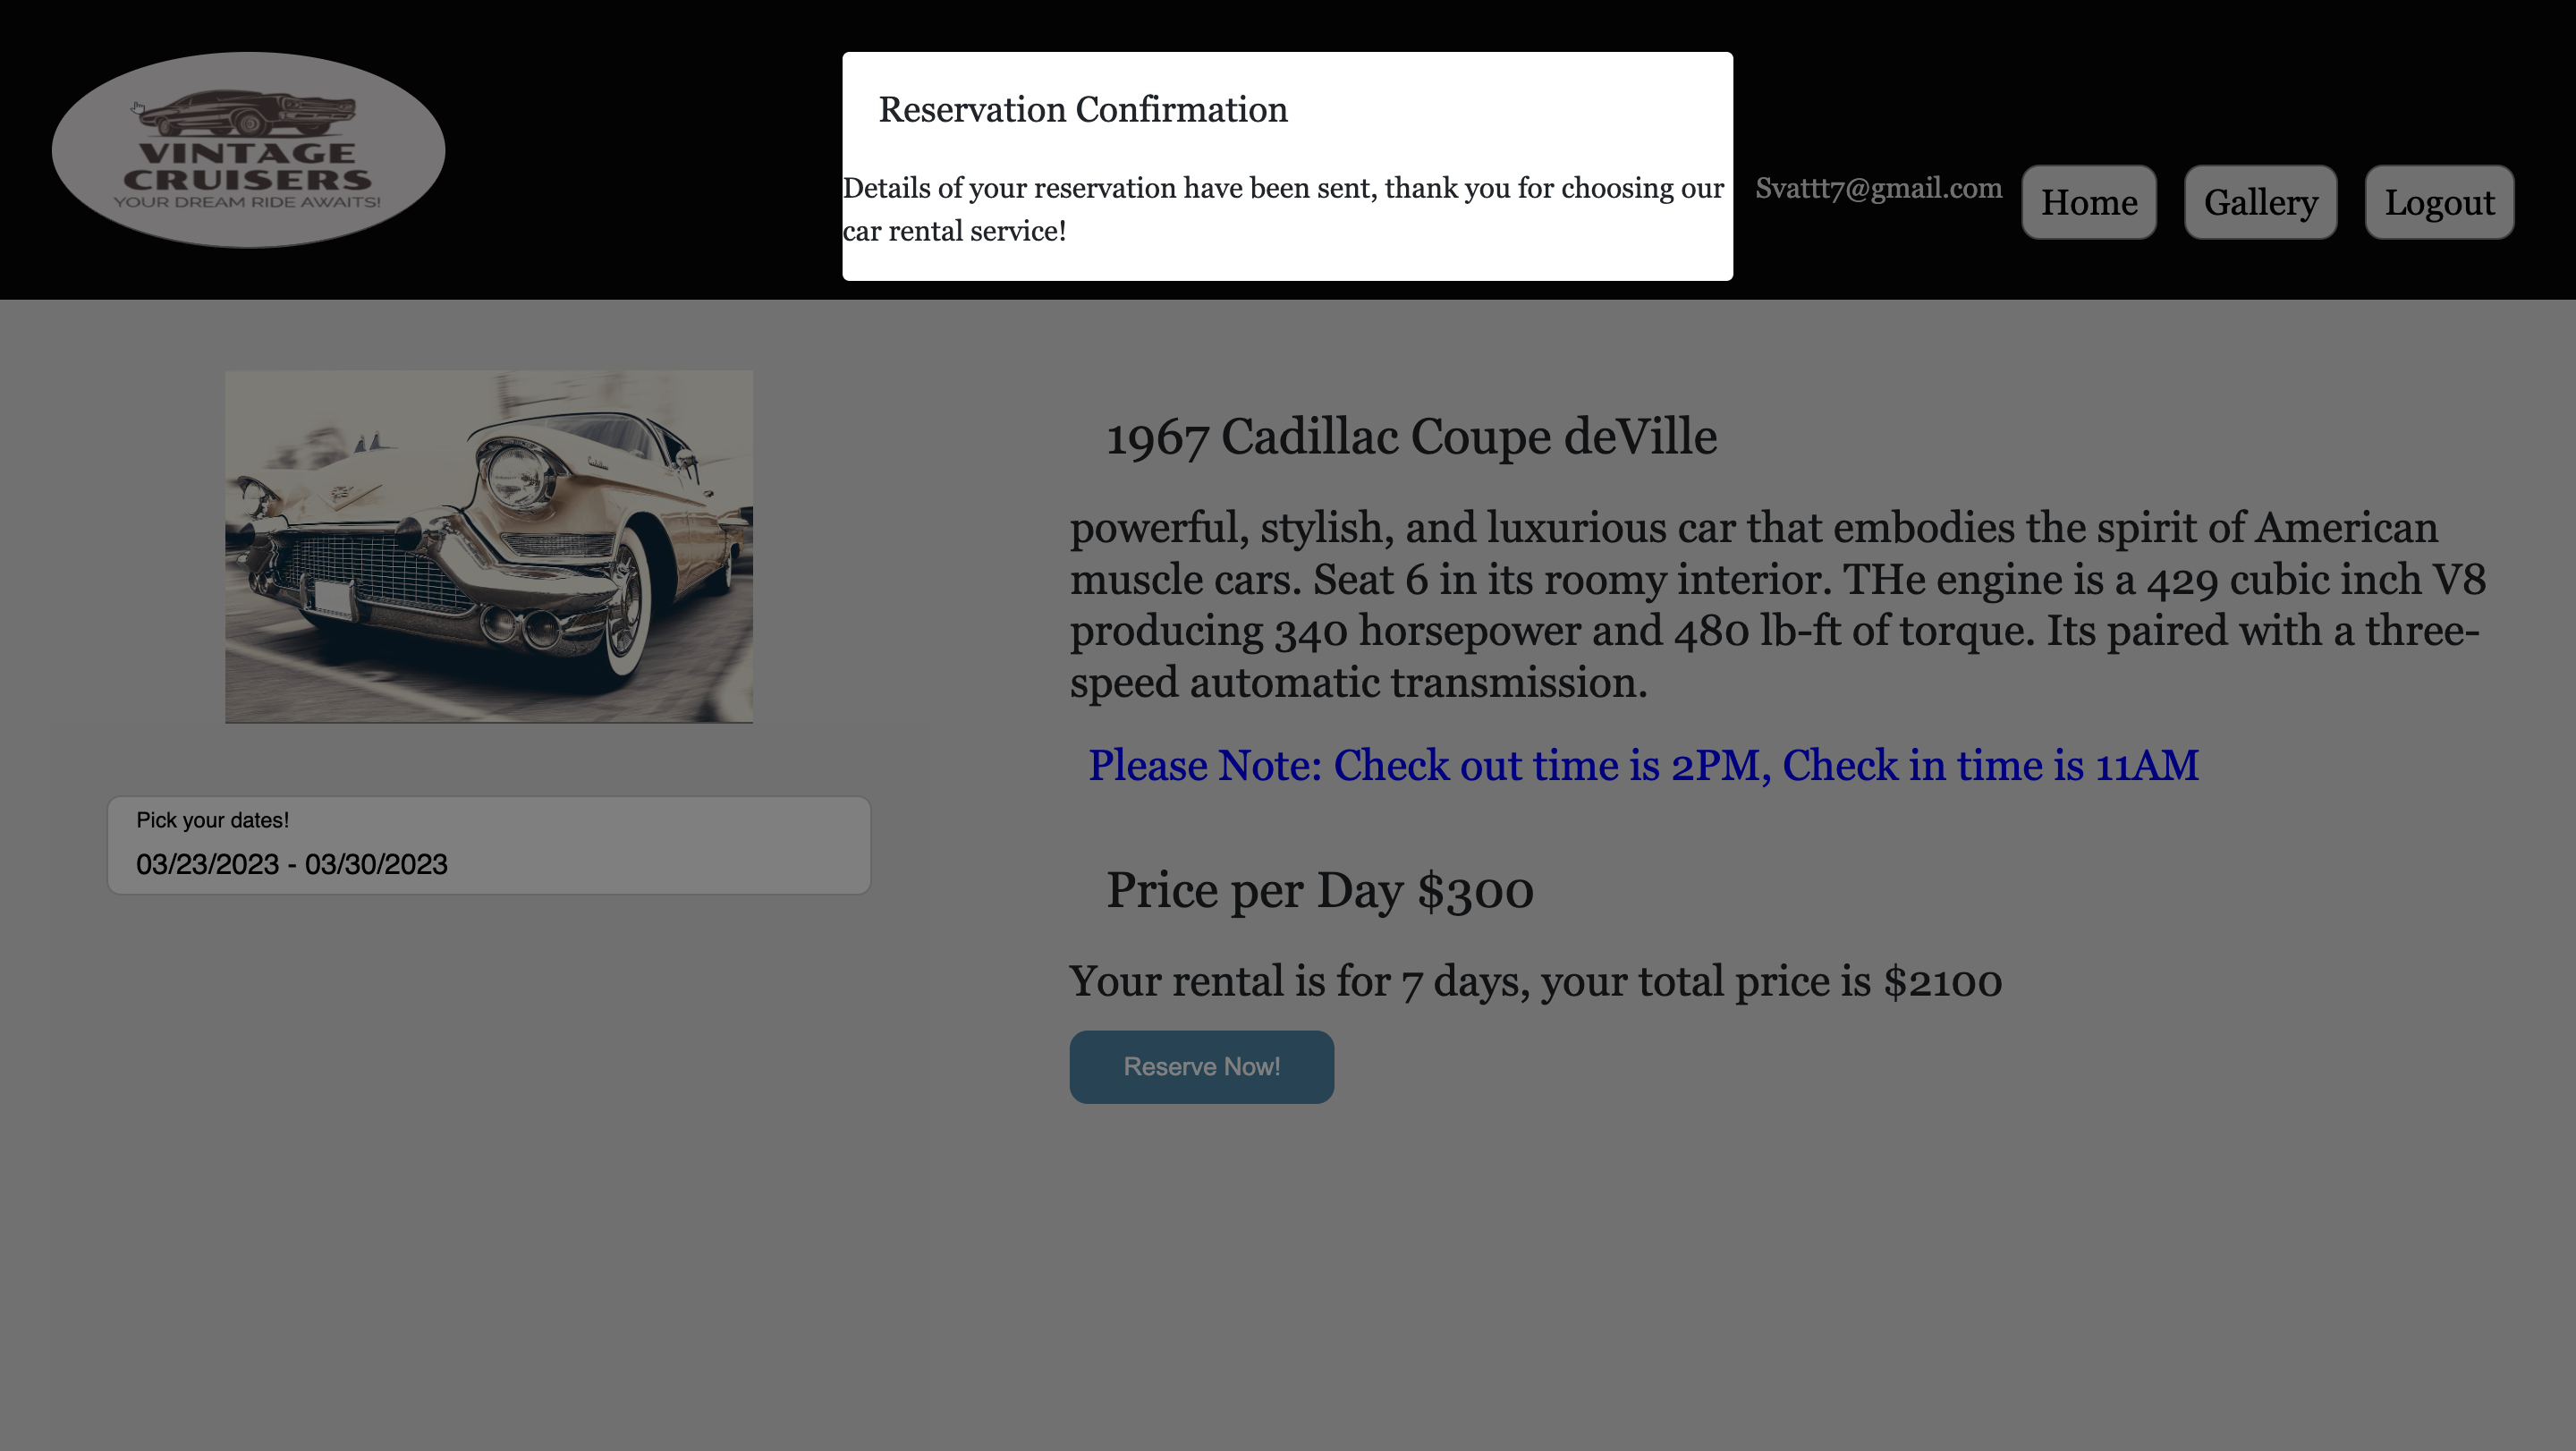 VINTAGE
CRUISERS
YOUR DREAM RIDE AWAITS!
Reservation Confirmation
Details of your reservation have been sent, thank you for choosing our
car rental service!
Svattt7@gmail.com
Home
Gallery
Logout
1967 Cadillac Coupe deVille
powerful, stylish, and luxurious car that embodies the spirit of American
muscle cars. Seat 6 in its roomy interior. THe engine is a 429 cubic inch V8
producing 340 horsepower and 480 lb-ft of torque. Its paired with a three-
speed automatic transmission.
Please Note: Check out time is 2PM, Check in time is 11AM
Pick your dates!
03/23/2023 - 03/30/2023
Price per Day $300
Your rental is for 7 days, your total price is $2100
Reserve Now!